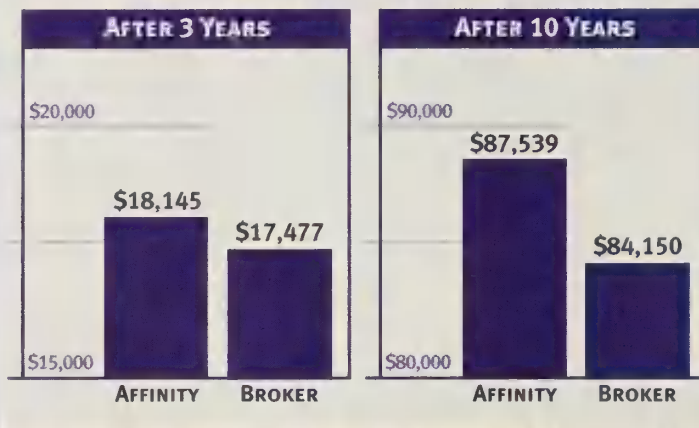 AFTER 3 YEARS
$20,000
$18,145
$17,477
$15,000
AFFINITY BROKER
AFTER 10 YEARS
$90,000
$87,539
$84,150
$80,000
AFFINITY BROKER